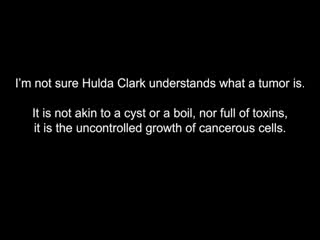 I'm not sure Hulda Clark understands what a tumor is.
It is not akin to a cyst or a boil, nor full of toxins,
it is the uncontrolled growth of cancerous cells.